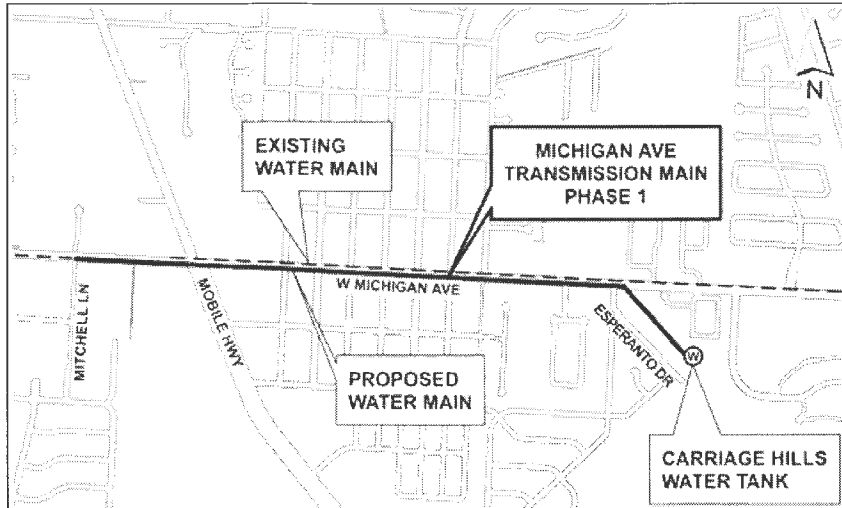 N
EXISTING
WATER MAIN
MICHIGAN AVE
TRANSMISSION MAIN
PHASE 1
W MICHIGAN AVE
MITCHELL LN
MOBILE HWY
ESPERANTO DR
W
PROPOSED
WATER MAIN
CARRIAGE HILLS
WATER TANK